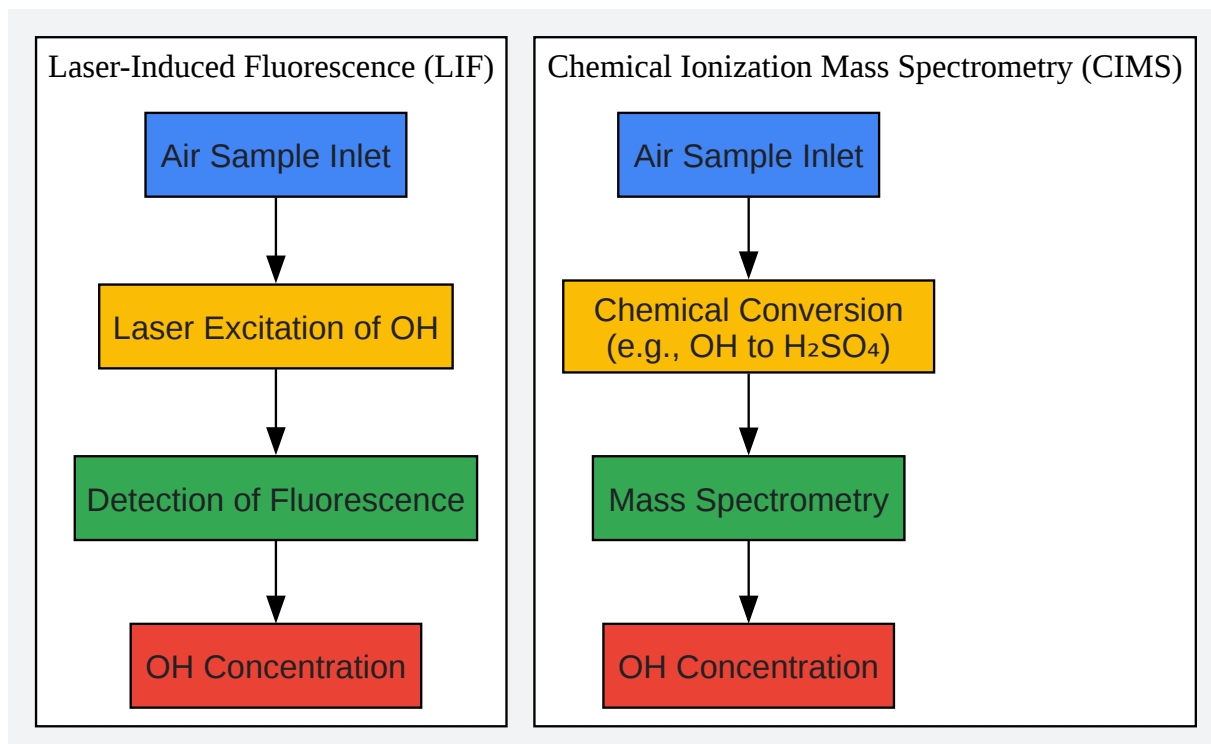 Laser-Induced Fluorescence (LIF)
Air Sample Inlet
Laser Excitation of OH
Detection of Fluorescence
OH Concentration
Chemical Ionization Mass Spectrometry (CIMS)
Air Sample Inlet
Chemical Conversion
(e.g., OH to H₂SO₄)
Mass Spectrometry
OH Concentration